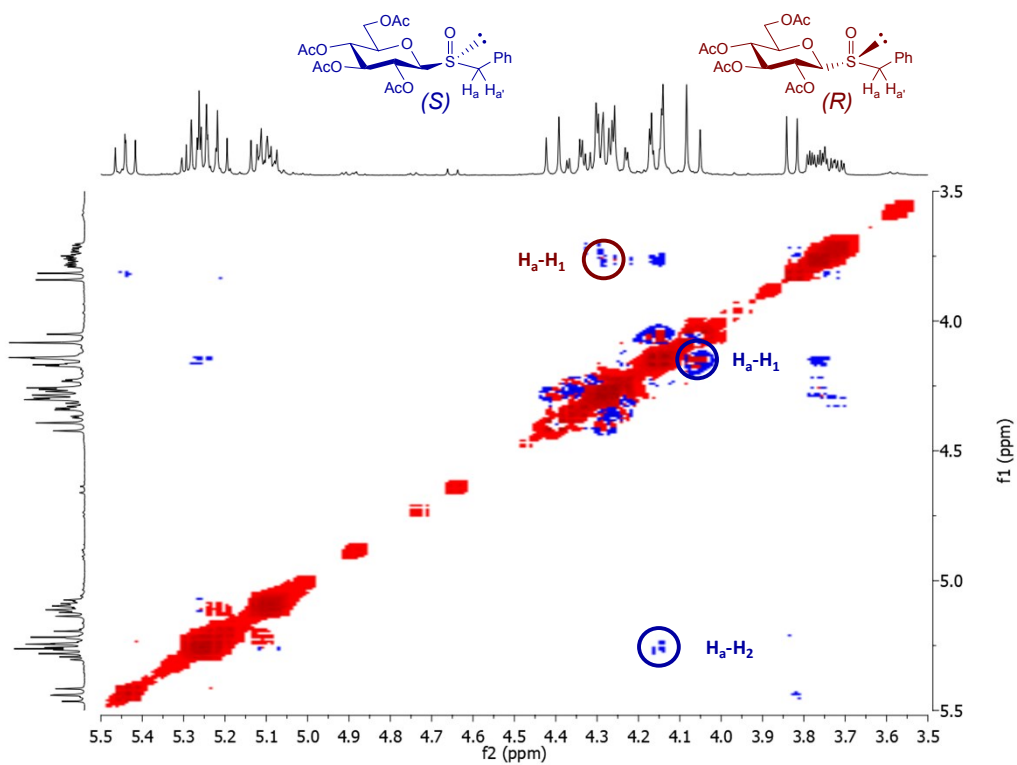 OAc
O
AcO
AcO
AcO
O
S
Ph
Ha Ha'
(S)
OAc
O
AcO
AcO
AcO
O
S
Ph
Ha Ha'
(R)
Ha-H1
Ha-H1
Ha-H2
3.5
4.0
4.5
5.0
5.5
f1 (ppm)
5.5 5.4 5.3 5.2 5.1 5.0 4.9 4.8 4.7 4.6 4.5 4.4 4.3 4.2 4.1 4.0 3.9 3.8 3.7 3.6 3.5
f2 (ppm)